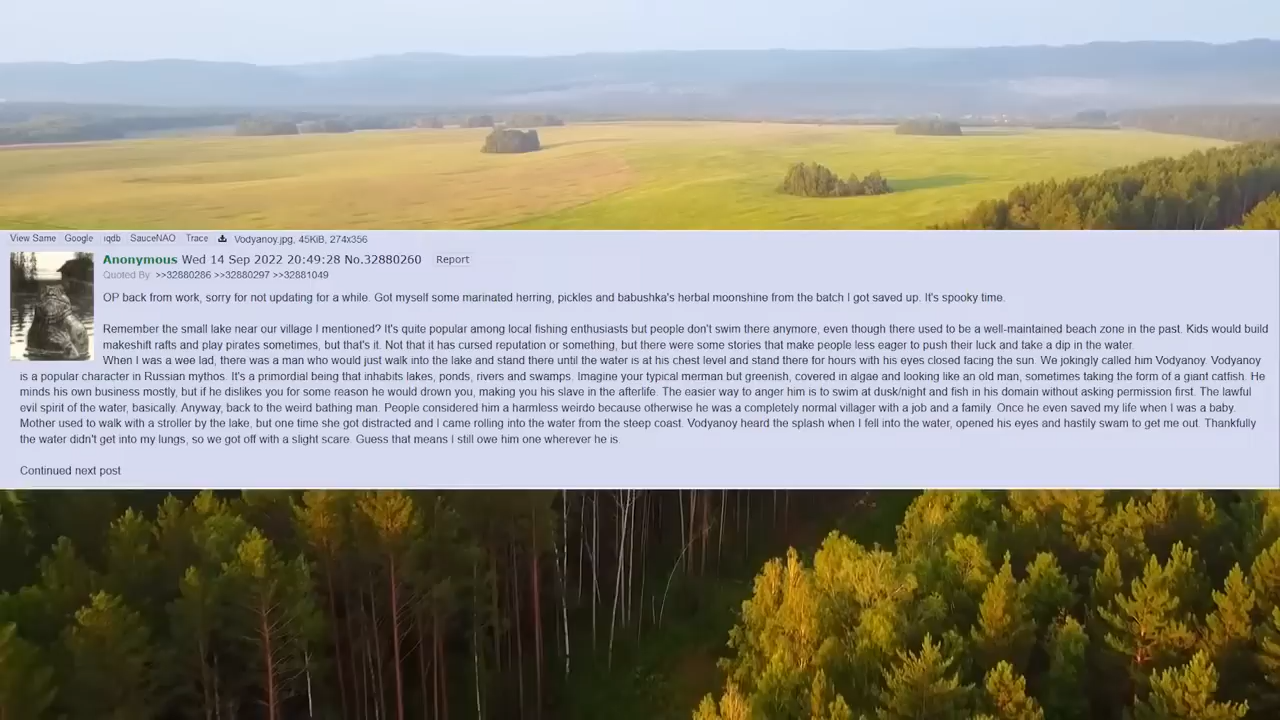 View Same Google iqdb SauceNAO Trace Vodyanoy.jpg, 45KiB, 274x356
Anonymous Wed 14 Sep 2022 20:49:28 No.32880260 Report
Quoted By: >>32880286 >>32880297 >>32881049
OP back from work, sorry for not updating for a while. Got myself some marinated herring, pickles and babushka's herbal moonshine from the batch I got saved up. It's spooky time.
Remember the small lake near our village I mentioned? It's quite popular among local fishing enthusiasts but people don't swim there anymore, even though there used to be a well-maintained beach zone in the past. Kids would build
makeshift rafts and play pirates sometimes, but that's it. Not that it has cursed reputation or something, but there were some stories that make people less eager to push their luck and take a dip in the water.
When I was a wee lad, there was a man who would just walk into the lake and stand there until the water is at his chest level and stand there for hours with his eyes closed facing the sun. We jokingly called him Vodyanoy. Vodyanoy
is a popular character in Russian mythos. It's a primordial being that inhabits lakes, ponds, rivers and swamps. Imagine your typical merman but greenish, covered in algae and looking like an old man, sometimes taking the form of a giant catfish. He
minds his own business mostly, but if he dislikes you for some reason he would drown you, making you his slave in the afterlife. The easier way to anger him is to swim at dusk/night and fish in his domain without asking permission first. The lawful
evil spirit of the water, basically. Anyway, back to the weird bathing man. People considered him a harmless weirdo because otherwise he was a completely normal villager with a job and a family. Once he even saved my life when I was a baby.
Mother used to walk with a stroller by the lake, but one time she got distracted and I came rolling into the water from the steep coast. Vodyanoy heard the splash when I fell into the water, opened his eyes and hastily swam to get me out. Thankfully
the water didn't get into my lungs, so we got off with a slight scare. Guess that means I still owe him one wherever he is.
Continued next post